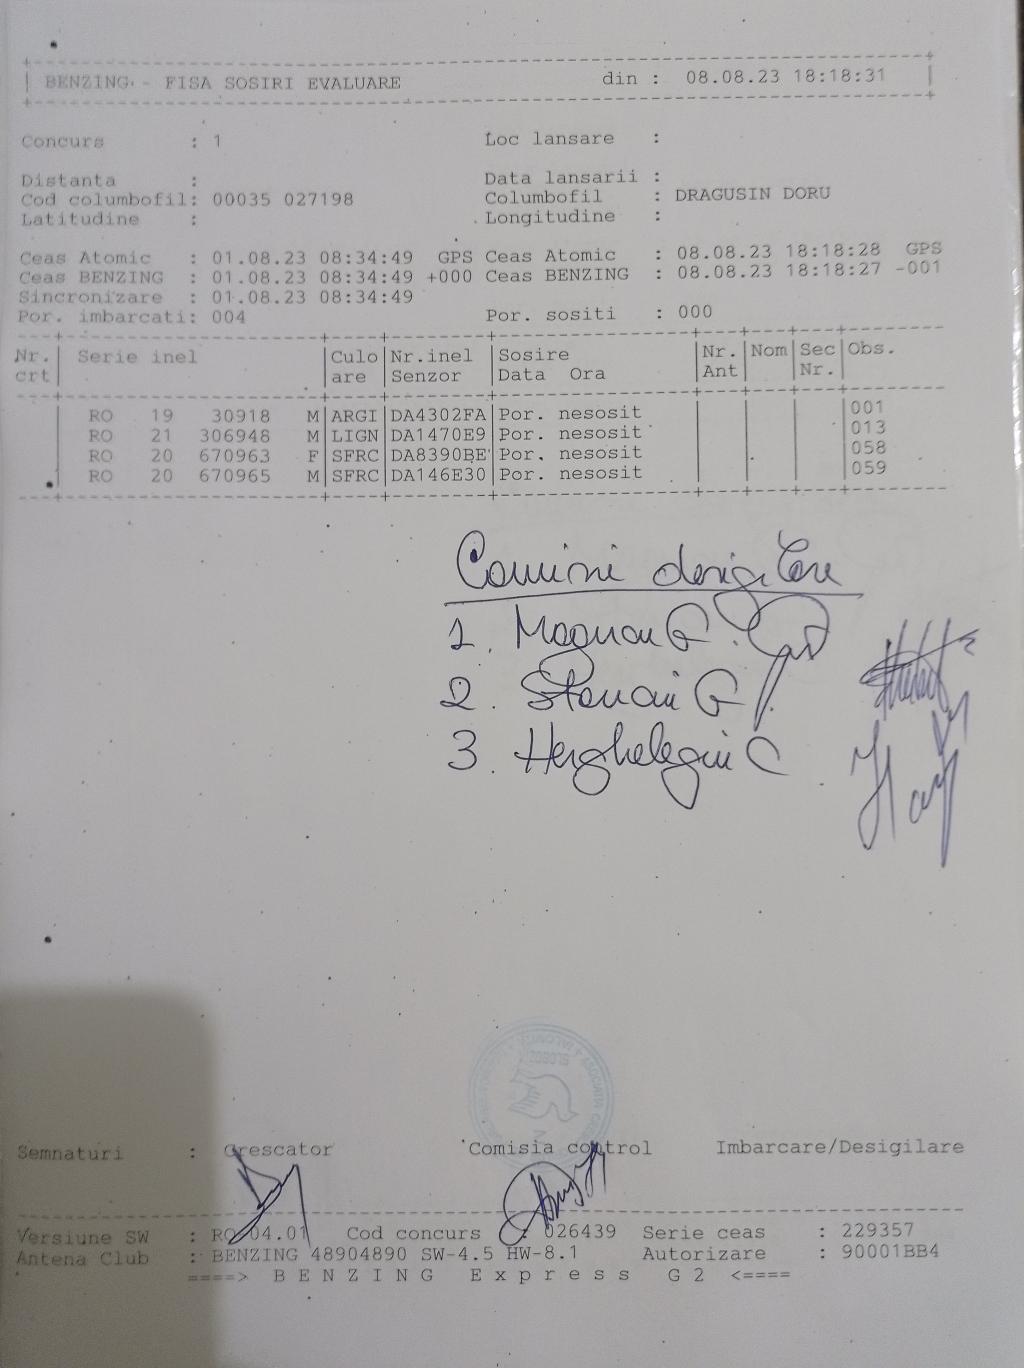 BENZING - FISA SOSIRI EVALUARE din : 08.08.23 18:18:31
Concurs : 1 Loc lansare :
Distanta : Data lansarii :
Cod columbofil: 00035 027198 Columbofil : DRAGUSIN DORU
Latitudine : Longitudine :
Ceas Atomic : 01.08.23 08:34:49 GPS Ceas Atomic : 08.08.23 18:18:28 GPS
Ceas BENZING : 01.08.23 08:34:49 +000 Ceas BENZING : 08.08.23 18:18:27 -001
Sincronizare : 01.08.23 08:34:49
Por. imbarcati: 004 Por. sositi : 000
Nr. Serie inel Culo Nr.inel Sosire Nr. Nom Sec Obs.
crt are Senzor Data Ora Ant Nr.
RO 19 30918 M ARGI DA4302FA Por. nesosit 001
RO 21 306948 M LIGN DA1470E9 Por. nesosit 013
RO 20 670963 F SFRC DA8390BE Por. nesosit 058
RO 20 670965 M SFRC DA146E30 Por. nesosit 059
1.
2. G
3. Herghelegiu C
Semnaturi : Crescator Comisia control Imbarcare/Desigilare
Versiune SW : RO 04.01 Cod concurs : 026439 Serie ceas : 229357
Antena Club : BENZING 48904890 SW-4.5 HW-8.1 Autorizare : 90001BB4
====> B E N Z I N G E x p r e s s G 2 <====